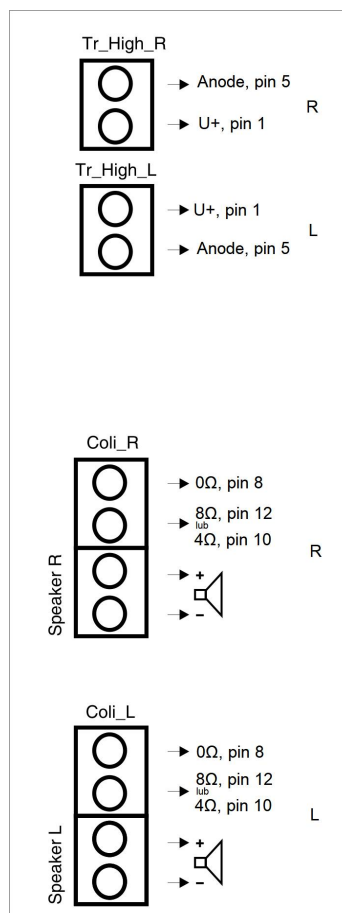 Tr_High_R
Anode, pin 5
R
U+, pin 1
Tr_High_L
U+, pin 1
L
Anode, pin 5
Coli_R
0Ω, pin 8
8Ω, pin 12
lub
4Ω, pin 10
R
Speaker R
+
−
Coli_L
0Ω, pin 8
8Ω, pin 12
lub
4Ω, pin 10
L
Speaker L
+
−